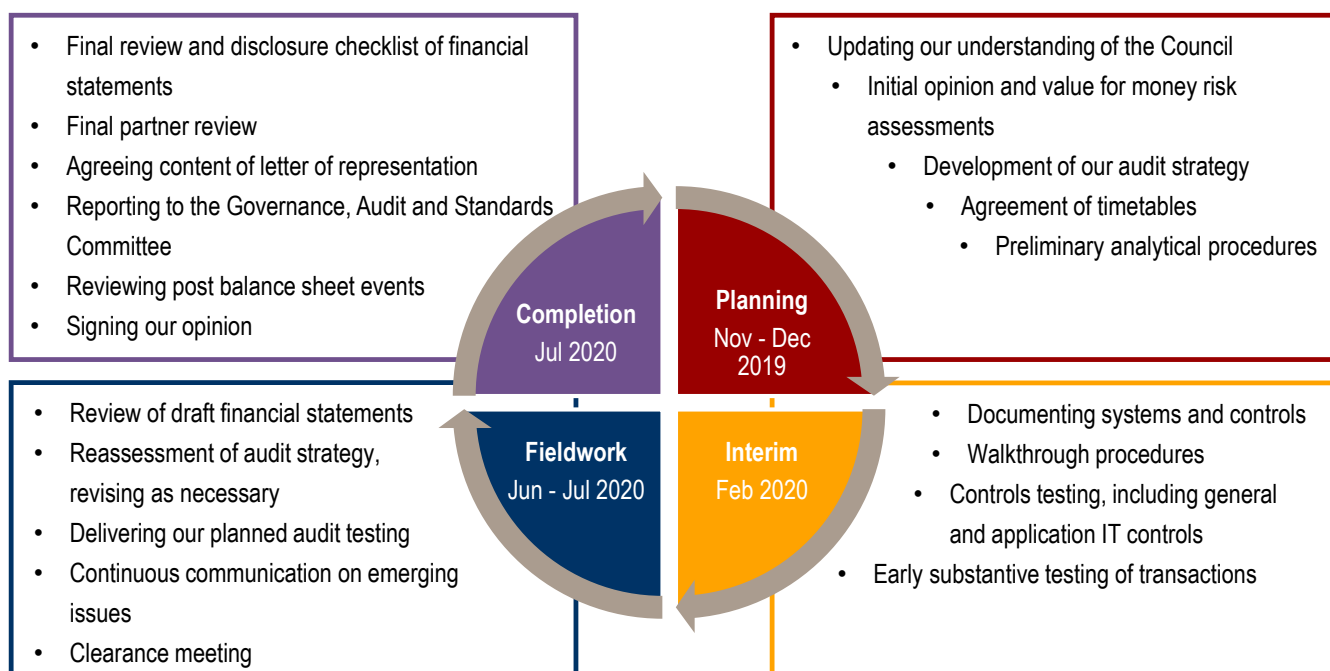 • Final review and disclosure checklist of financial
statements
• Final partner review
• Agreeing content of letter of representation
• Reporting to the Governance, Audit and Standards
Committee
• Reviewing post balance sheet events
• Signing our opinion
• Updating our understanding of the Council
• Initial opinion and value for money risk
assessments
• Development of our audit strategy
• Agreement of timetables
• Preliminary analytical procedures
Completion
Jul 2020
Planning
Nov - Dec
2019
Fieldwork
Jun - Jul 2020
Interim
Feb 2020
• Review of draft financial statements
• Reassessment of audit strategy,
revising as necessary
• Delivering our planned audit testing
• Continuous communication on emerging
issues
• Clearance meeting
• Documenting systems and controls
• Walkthrough procedures
• Controls testing, including general
and application IT controls
• Early substantive testing of transactions